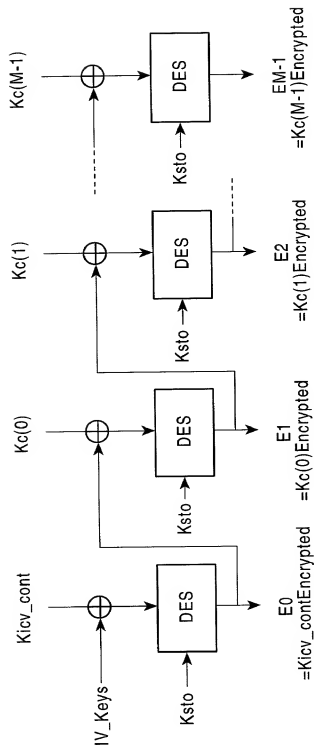 Kicv_cont
Kc(0)
Kc(1)
Kc(M-1)
IV_Keys
DES
DES
DES
DES
Ksto
Ksto
Ksto
Ksto
E0
=Kicv_contEncrypted
E1
=Kc(0)Encrypted
E2
=Kc(1)Encrypted
EM-1
=Kc(M-1)Encrypted